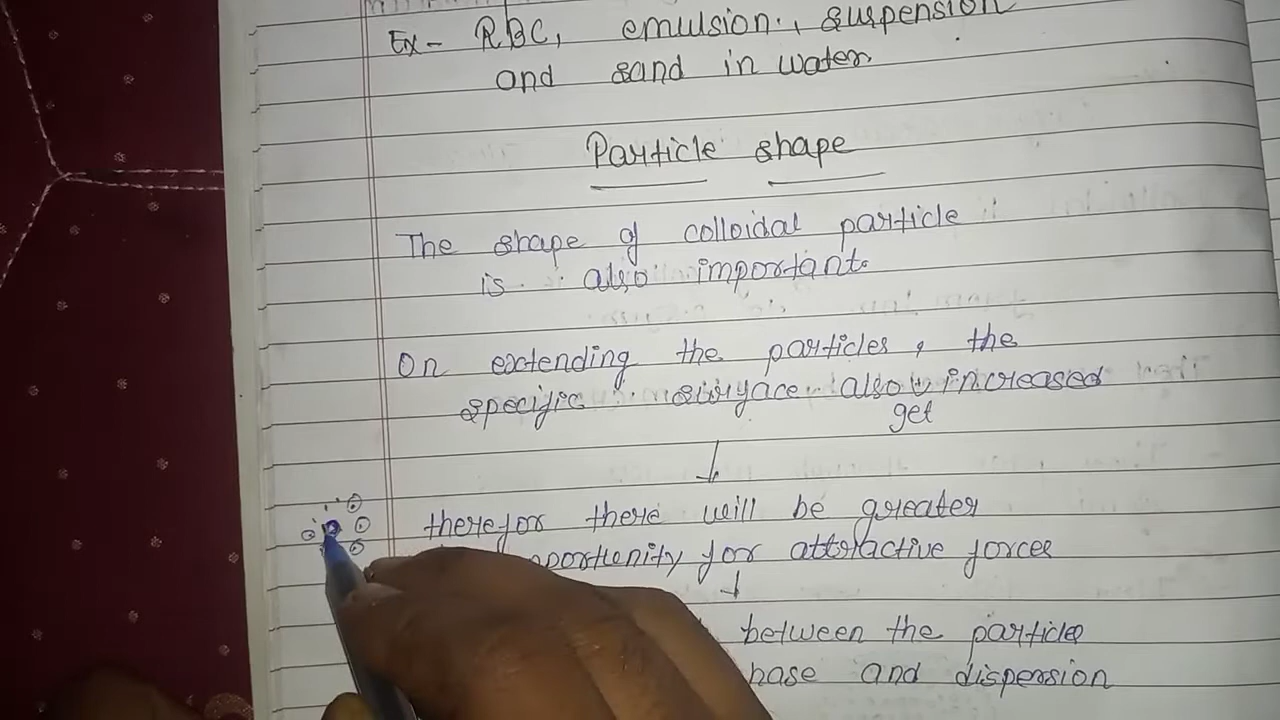 Ex - RBC, emulsion, suspension
and sand in water
Particle shape
The shape of colloidal particle
is also important.
On extending the particles, the
specific surface also increased
get
therefor there will be greater
for attractive forces
between the particle
and dispersion